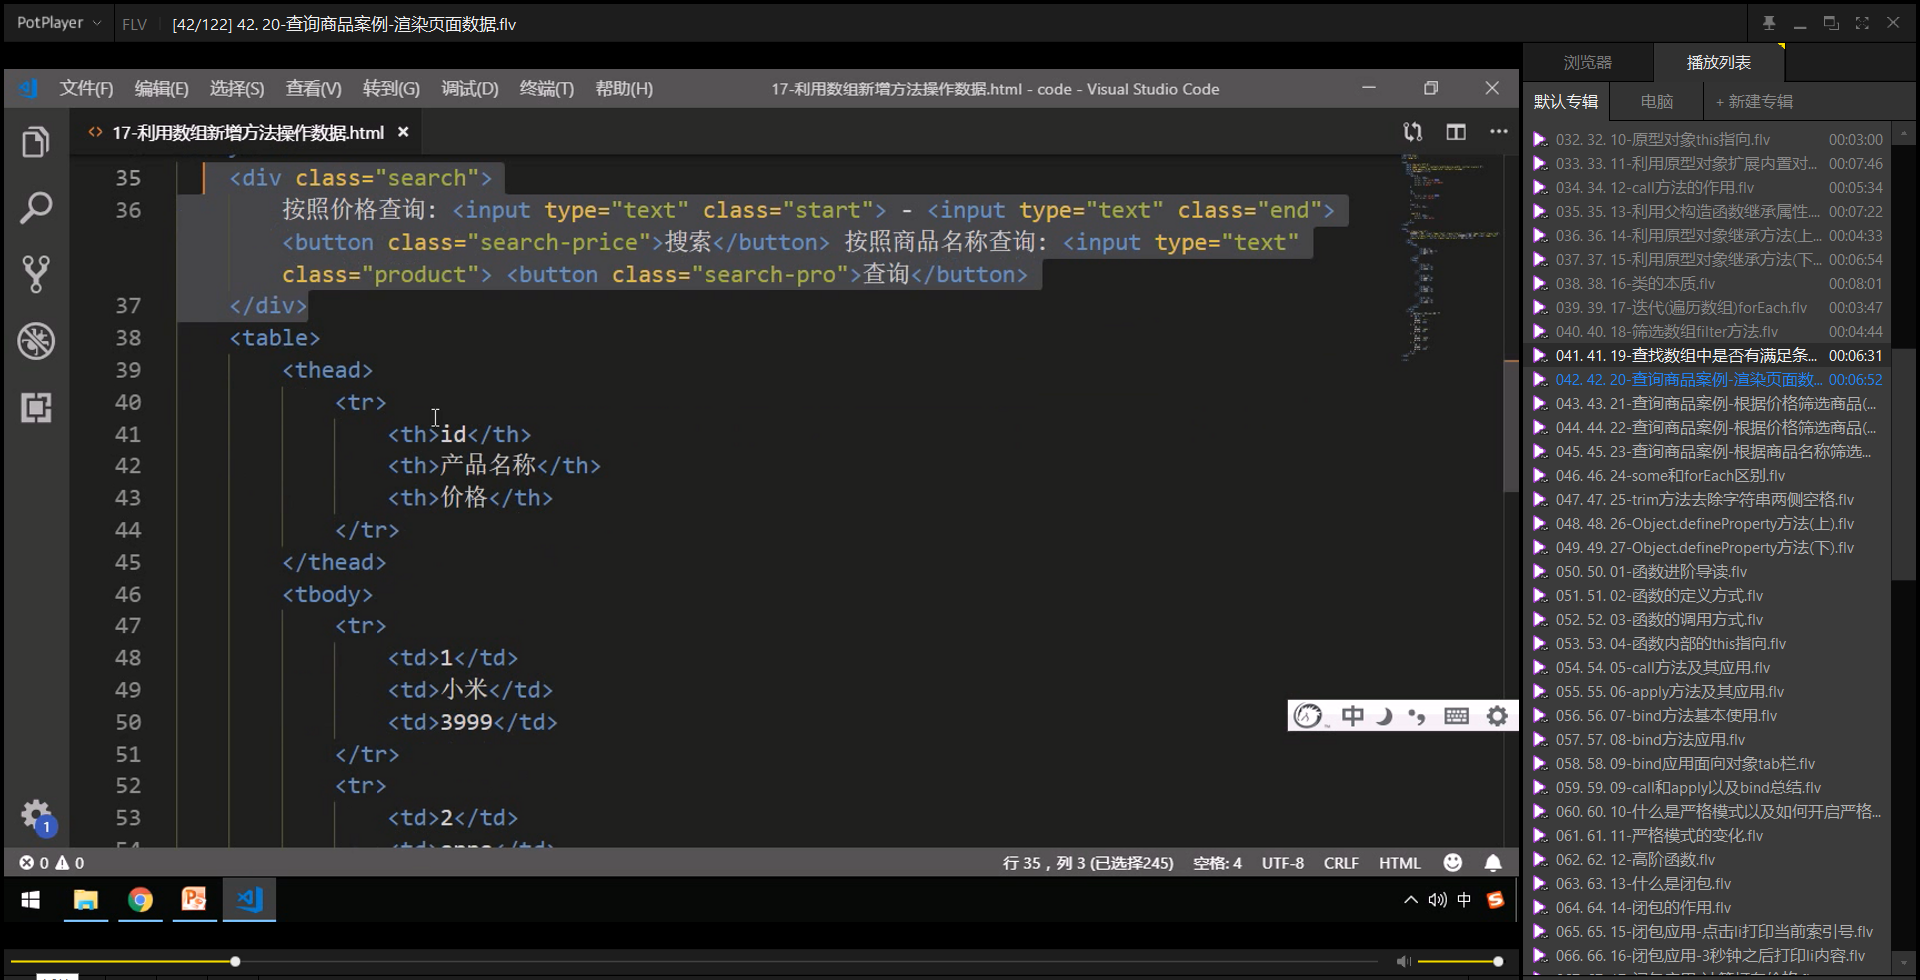 PotPlayer
FLV
[42/122] 42. 20-查询商品案例-渲染页面数据.flv
文件(F) 编辑(E) 选择(S) 查看(V) 转到(G) 调试(D) 终端(T) 帮助(H)
17-利用数组新增方法操作数据.html - code - Visual Studio Code
<> 17-利用数组新增方法操作数据.html
35 <div class="search">
36 按照价格查询: <input type="text" class="start"> - <input type="text" class="end">
<button class="search-price">搜索</button> 按照商品名称查询: <input type="text"
class="product"> <button class="search-pro">查询</button>
37 </div>
38 <table>
39 <thead>
40 <tr>
41 <th>id</th>
42 <th>产品名称</th>
43 <th>价格</th>
44 </tr>
45 </thead>
46 <tbody>
47 <tr>
48 <td>1</td>
49 <td>小米</td>
50 <td>3999</td>
51 </tr>
52 <tr>
53 <td>2</td>
中
1
0 0
行 35，列 3 (已选择245) 空格: 4 UTF-8 CRLF HTML
中
浏览器 播放列表
默认专辑 电脑 + 新建专辑
032. 32. 10-原型对象this指向.flv 00:03:00
033. 33. 11-利用原型对象扩展内置对... 00:07:46
034. 34. 12-call方法的作用.flv 00:05:34
035. 35. 13-利用父构造函数继承属性.... 00:07:22
036. 36. 14-利用原型对象继承方法(上... 00:04:33
037. 37. 15-利用原型对象继承方法(下... 00:06:54
038. 38. 16-类的本质.flv 00:08:01
039. 39. 17-迭代(遍历数组)forEach.flv 00:03:47
040. 40. 18-筛选数组filter方法.flv 00:04:44
041. 41. 19-查找数组中是否有满足条... 00:06:31
042. 42. 20-查询商品案例-渲染页面数... 00:06:52
043. 43. 21-查询商品案例-根据价格筛选商品(...
044. 44. 22-查询商品案例-根据价格筛选商品(...
045. 45. 23-查询商品案例-根据商品名称筛选...
046. 46. 24-some和forEach区别.flv
047. 47. 25-trim方法去除字符串两侧空格.flv
048. 48. 26-Object.defineProperty方法(上).flv
049. 49. 27-Object.defineProperty方法(下).flv
050. 50. 01-函数进阶导读.flv
051. 51. 02-函数的定义方式.flv
052. 52. 03-函数的调用方式.flv
053. 53. 04-函数内部的this指向.flv
054. 54. 05-call方法及其应用.flv
055. 55. 06-apply方法及其应用.flv
056. 56. 07-bind方法基本使用.flv
057. 57. 08-bind方法应用.flv
058. 58. 09-bind应用面向对象tab栏.flv
059. 59. 09-call和apply以及bind总结.flv
060. 60. 10-什么是严格模式以及如何开启严格...
061. 61. 11-严格模式的变化.flv
062. 62. 12-高阶函数.flv
063. 63. 13-什么是闭包.flv
064. 64. 14-闭包的作用.flv
065. 65. 15-闭包应用-点击li打印当前索引号.flv
066. 66. 16-闭包应用-3秒钟之后打印li内容.flv